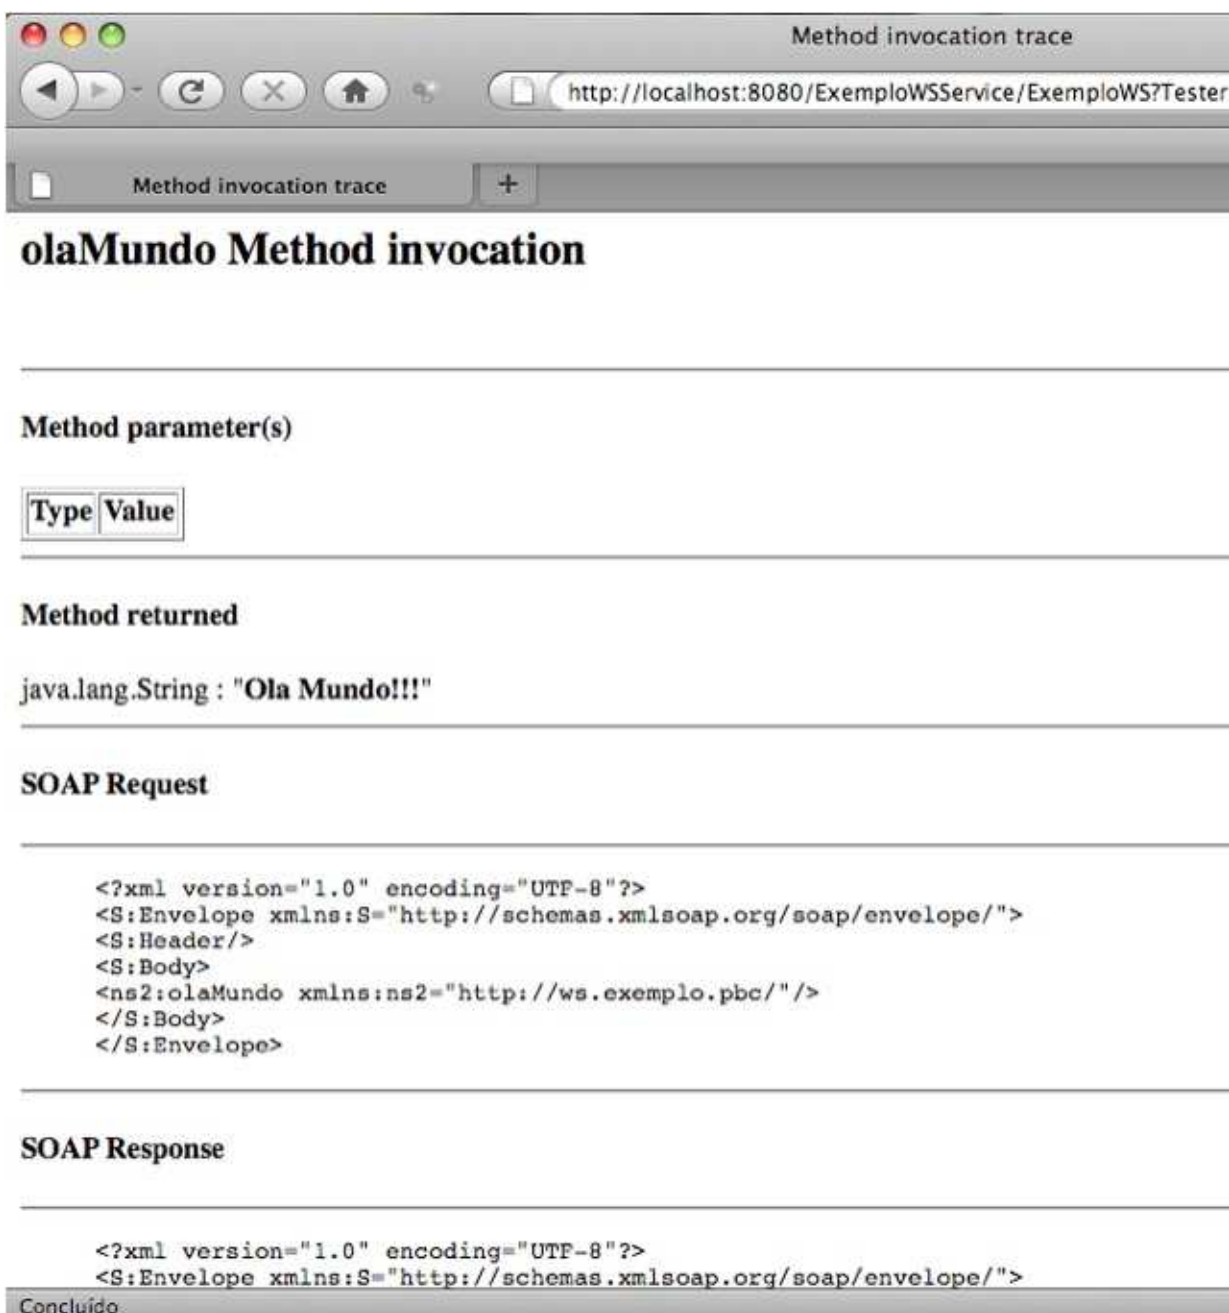 Method invocation trace
http://localhost:8080/ExemploWSService/ExemploWS?Tester
Method invocation trace +
olaMundo Method invocation
Method parameter(s)
Type Value
Method returned
java.lang.String : "Ola Mundo!!!"
SOAP Request
<?xml version="1.0" encoding="UTF-8"?>
<S:Envelope xmlns:S="http://schemas.xmlsoap.org/soap/envelope/">
<S:Header/>
<S:Body>
<ns2:olaMundo xmlns:ns2="http://ws.exemplo.pbc/"/>
</S:Body>
</S:Envelope>
SOAP Response
<?xml version="1.0" encoding="UTF-8"?>
<S:Envelope xmlns:S="http://schemas.xmlsoap.org/soap/envelope/">
Concluído